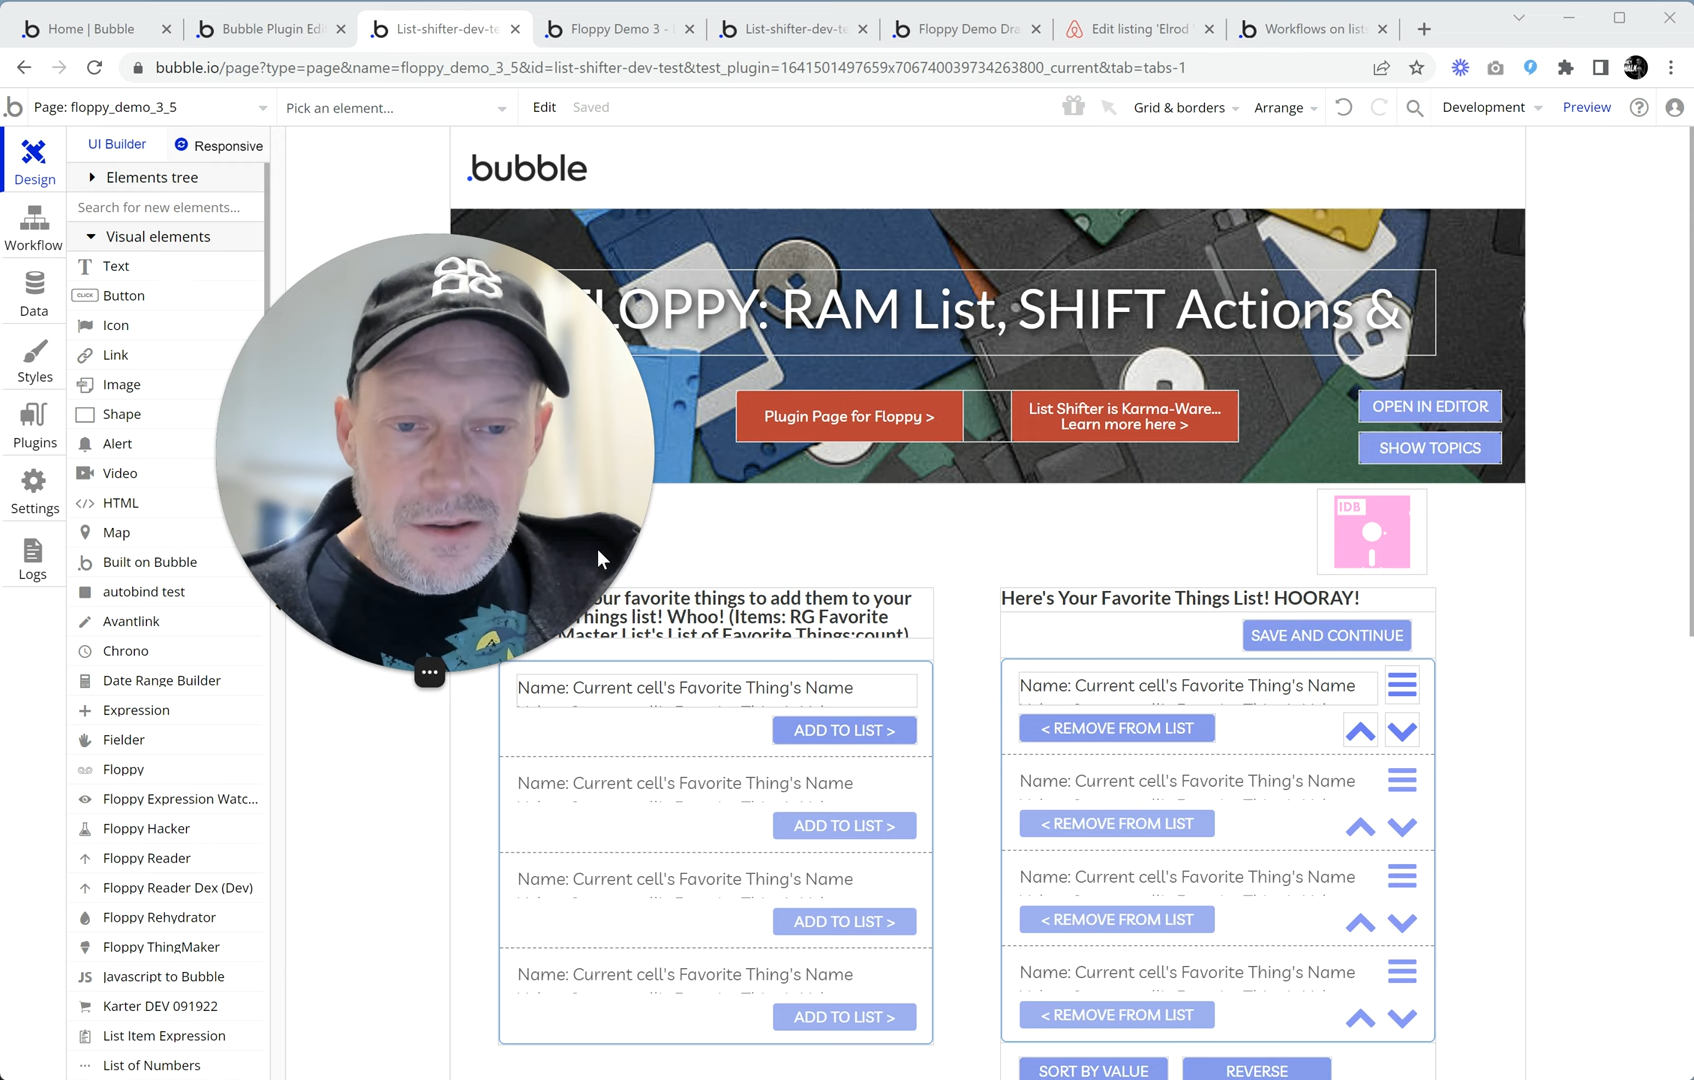 Home | Bubble
Bubble Plugin Edi
List-shifter-dev-te
Floppy Demo 3 -
List-shifter-dev-te
Floppy Demo Dra
Edit listing 'Elrod
Workflows on list
bubble.io/page?type=page&name=floppy_demo_3_5&id=list-shifter-dev-test&test_plugin=1641501497659x706740039734263800_current&tab=tabs-1
Page: floppy_demo_3_5
Pick an element...
Edit
Saved
Grid & borders
Arrange
Development
Preview
Design
Workflow
Data
Styles
Plugins
Settings
Logs
UI Builder
Responsive
Elements tree
Search for new elements...
Visual elements
Text
CLICK Button
Icon
Link
Image
Shape
Alert
Video
HTML
Map
Built on Bubble
autobind test
Avantlink
Chrono
Date Range Builder
Expression
Fielder
Floppy
Floppy Expression Watc...
Floppy Hacker
Floppy Reader
Floppy Reader Dex (Dev)
Floppy Rehydrator
Floppy ThingMaker
JS Javascript to Bubble
Karter DEV 091922
List Item Expression
List of Numbers
.bubble
LOPPY: RAM List, SHIFT Actions &
Plugin Page for Floppy >
List Shifter is Karma-Ware...
Learn more here >
OPEN IN EDITOR
SHOW TOPICS
IDB
our favorite things to add them to your
Things list! Whoo! (Items: RG Favorite
Master List's List of Favorite Things:count)
Name: Current cell's Favorite Thing's Name
ADD TO LIST >
Name: Current cell's Favorite Thing's Name
ADD TO LIST >
Name: Current cell's Favorite Thing's Name
ADD TO LIST >
Name: Current cell's Favorite Thing's Name
ADD TO LIST >
Here's Your Favorite Things List! HOORAY!
SAVE AND CONTINUE
Name: Current cell's Favorite Thing's Name
< REMOVE FROM LIST
Name: Current cell's Favorite Thing's Name
< REMOVE FROM LIST
Name: Current cell's Favorite Thing's Name
< REMOVE FROM LIST
Name: Current cell's Favorite Thing's Name
< REMOVE FROM LIST
SORT BY VALUE
REVERSE